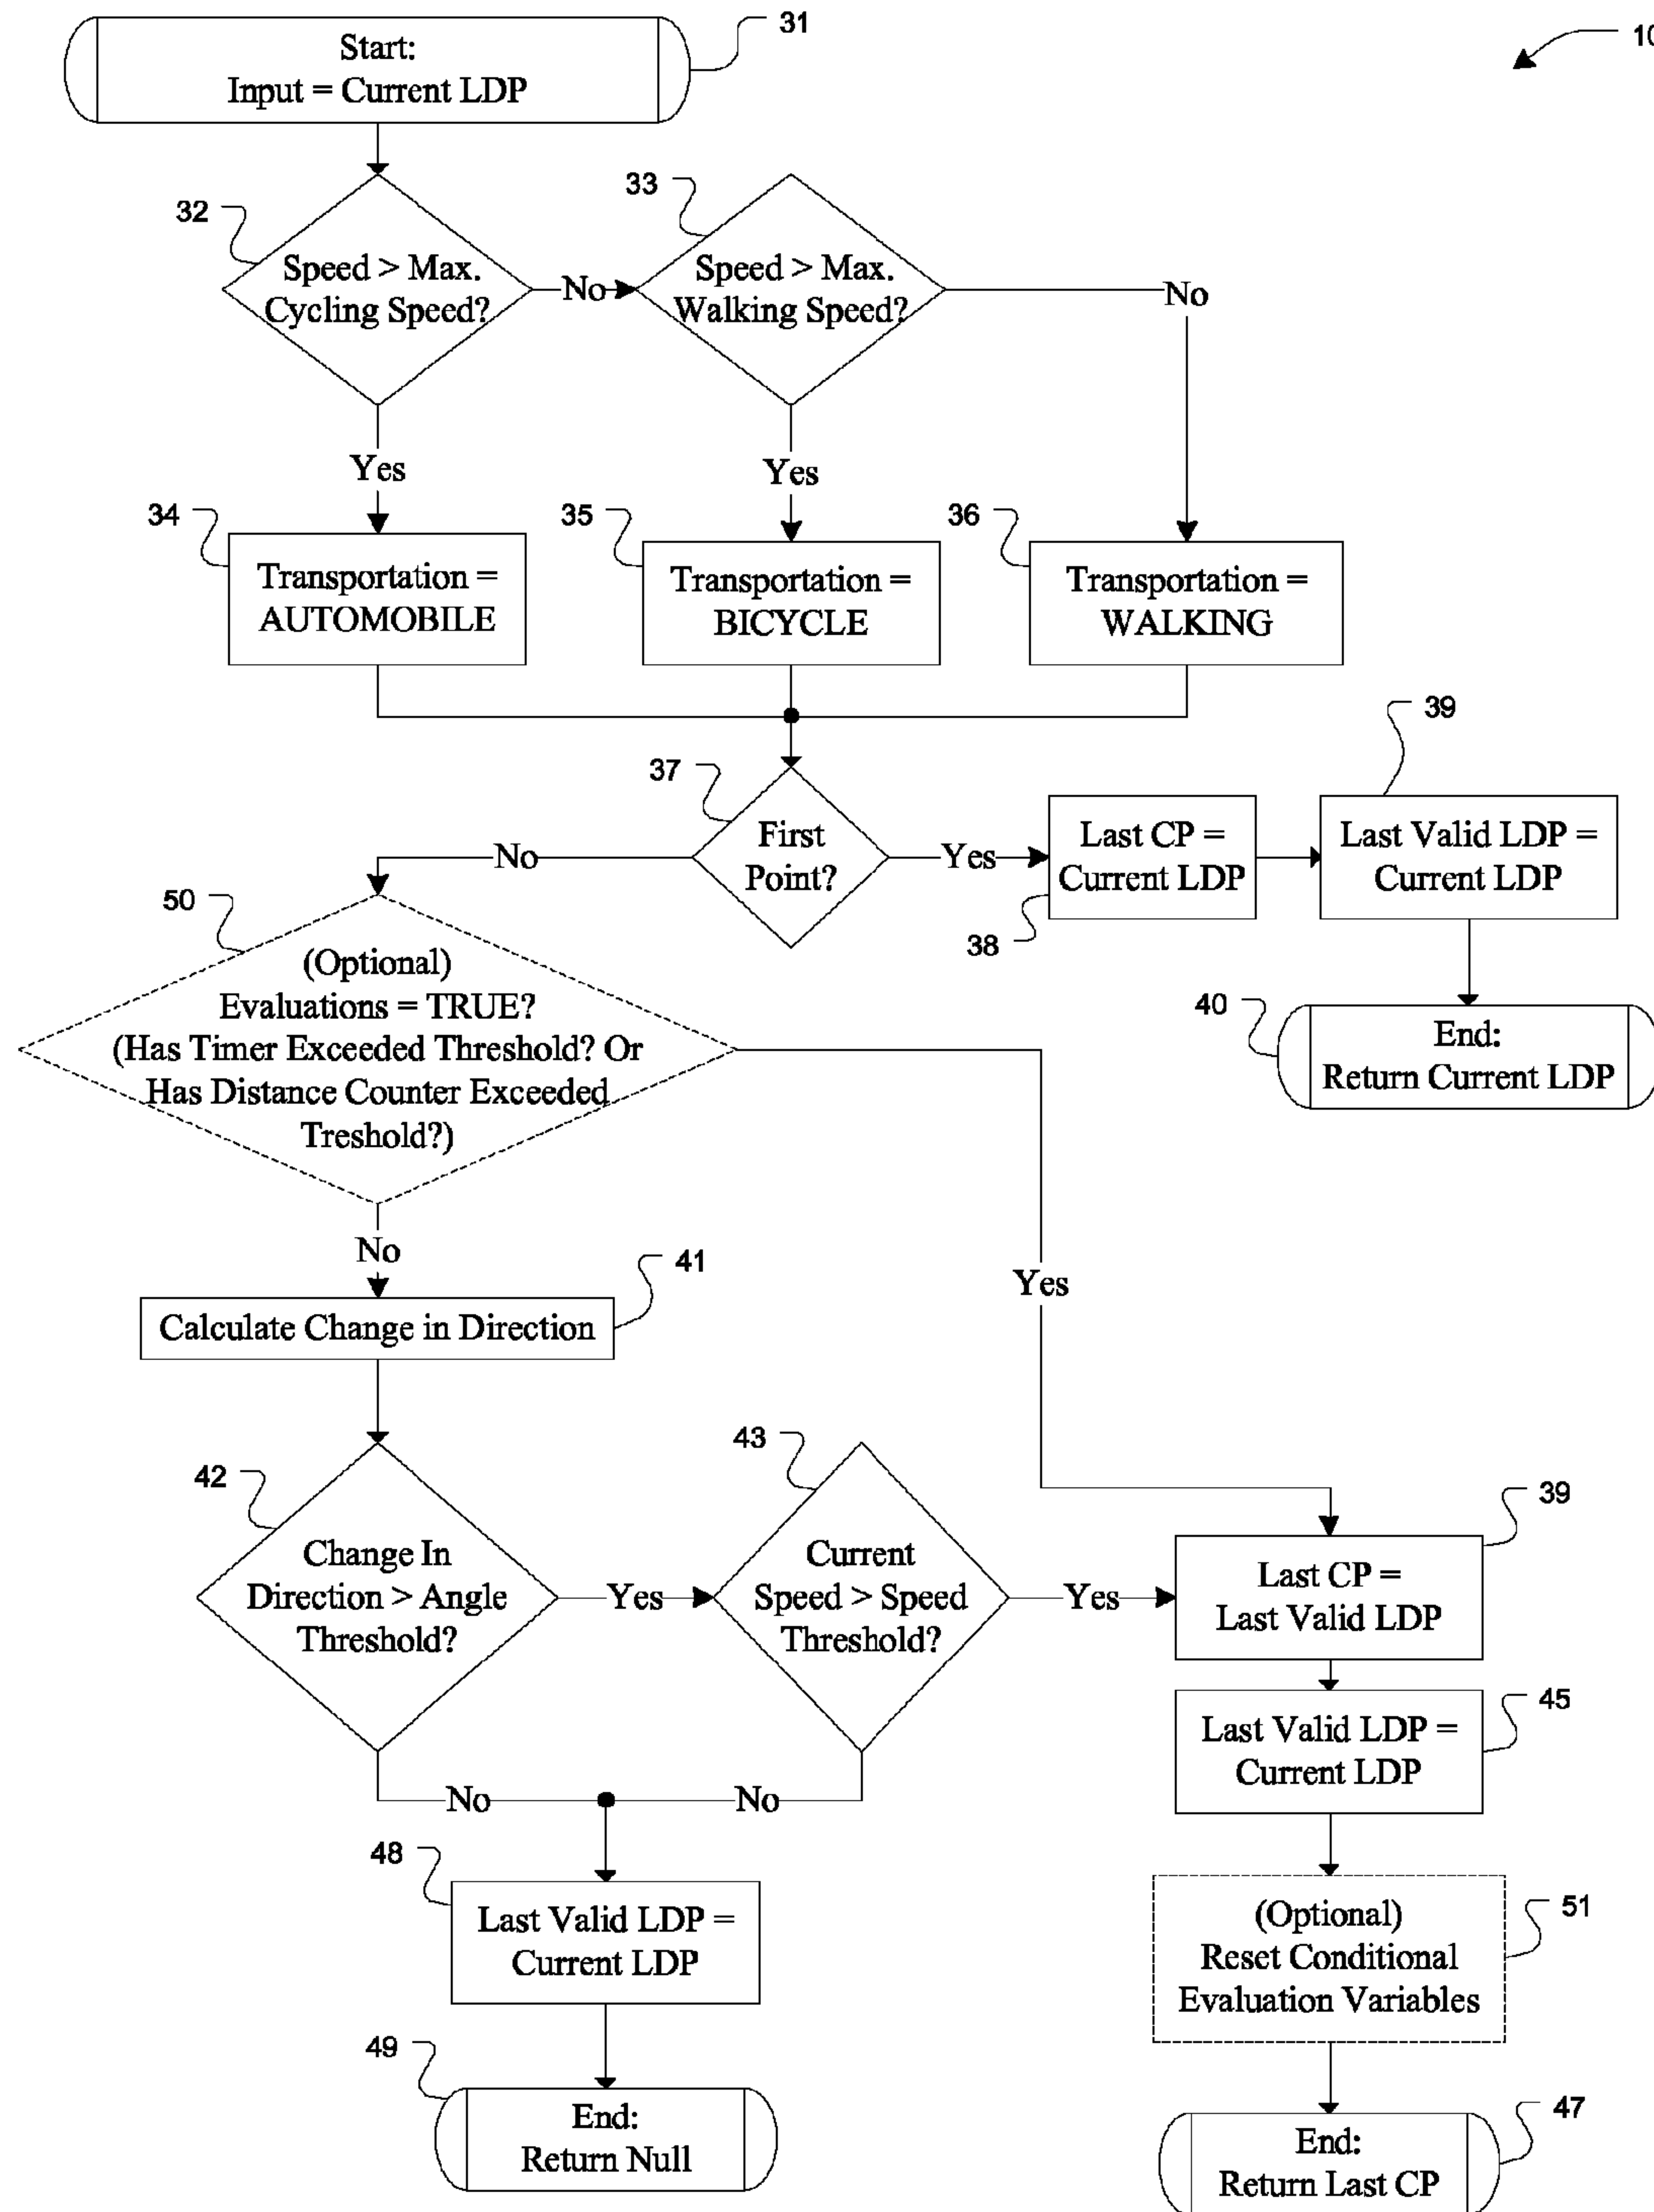 31
10
Start:
Input = Current LDP
32
33
Speed > Max.
Cycling Speed?
No
Speed > Max.
Walking Speed?
No
Yes
Yes
34
35
36
Transportation =
AUTOMOBILE
Transportation =
BICYCLE
Transportation =
WALKING
37
39
First
Point?
No
Yes
Last CP =
Current LDP
Last Valid LDP =
Current LDP
38
50
(Optional)
Evaluations = TRUE?
(Has Timer Exceeded Threshold? Or
Has Distance Counter Exceeded
Treshold?)
40
End:
Return Current LDP
No
Yes
41
Calculate Change in Direction
42
43
39
Change In
Direction > Angle
Threshold?
Yes
Current
Speed > Speed
Threshold?
Yes
Last CP =
Last Valid LDP
45
Last Valid LDP =
Current LDP
No
No
48
Last Valid LDP =
Current LDP
51
(Optional)
Reset Conditional
Evaluation Variables
49
End:
Return Null
47
End:
Return Last CP